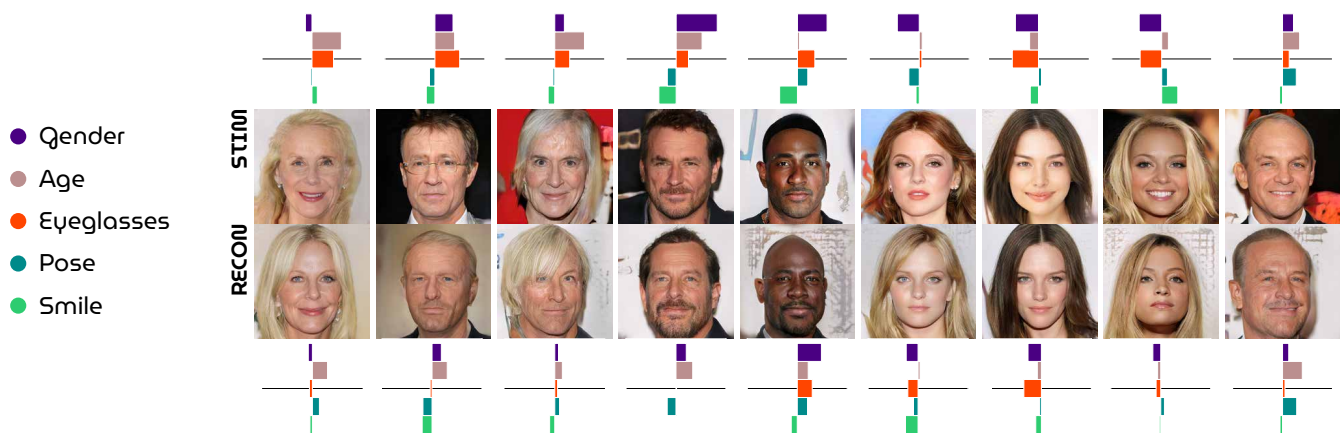 STIM
Gender
Age
Eyeglasses
Pose
Smile
RECON